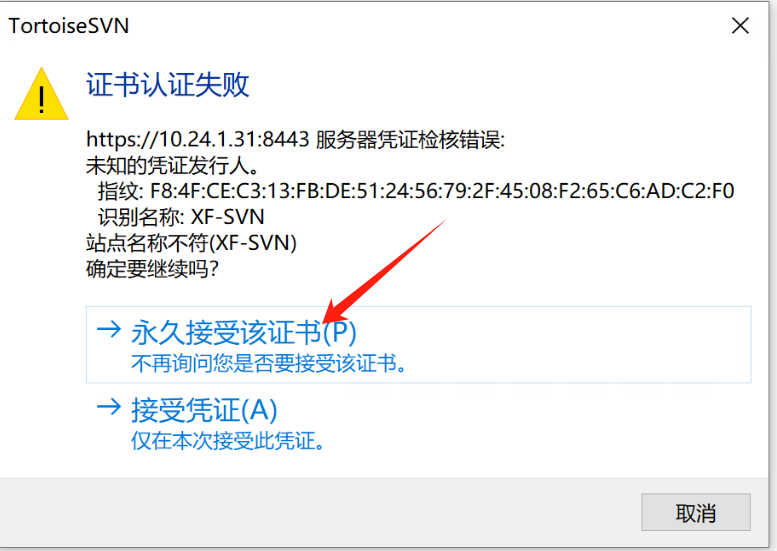 TortoiseSVN
证书认证失败
https://10.24.1.31:8443 服务器凭证检核错误:
未知的凭证发行人。
指纹: F8:4F:CE:C3:13:FB:DE:51:24:56:79:2F:45:08:F2:65:C6:AD:C2:F0
识别名称: XF-SVN
站点名称不符(XF-SVN)
确定要继续吗?
永久接受该证书(P)
不再询问您是否要接受该证书。
接受凭证(A)
仅在本次接受此凭证。
取消